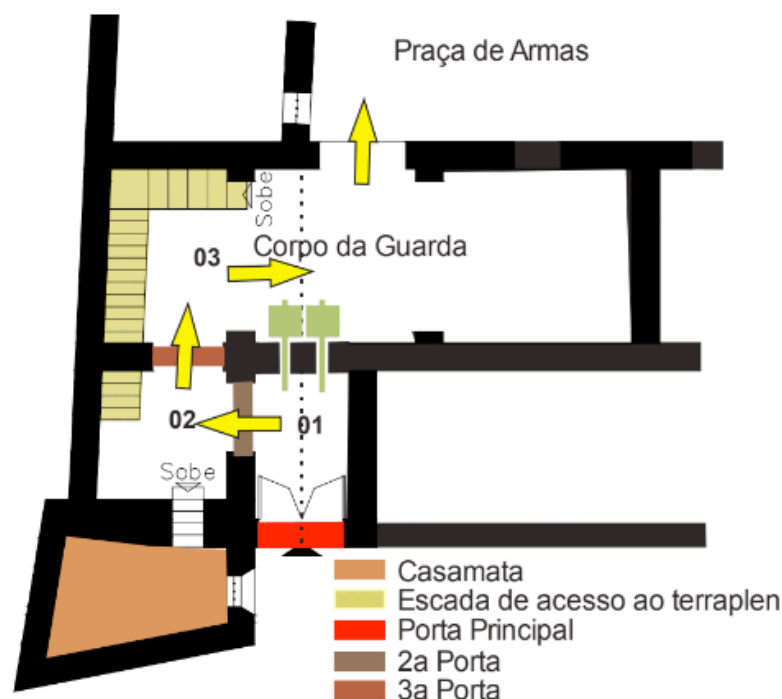 Praça de Armas
Sobe
Corpo da Guarda
03
02
01
Sobe
Casamata
Escada de acesso ao terraplen
Porta Principal
2a Porta
3a Porta